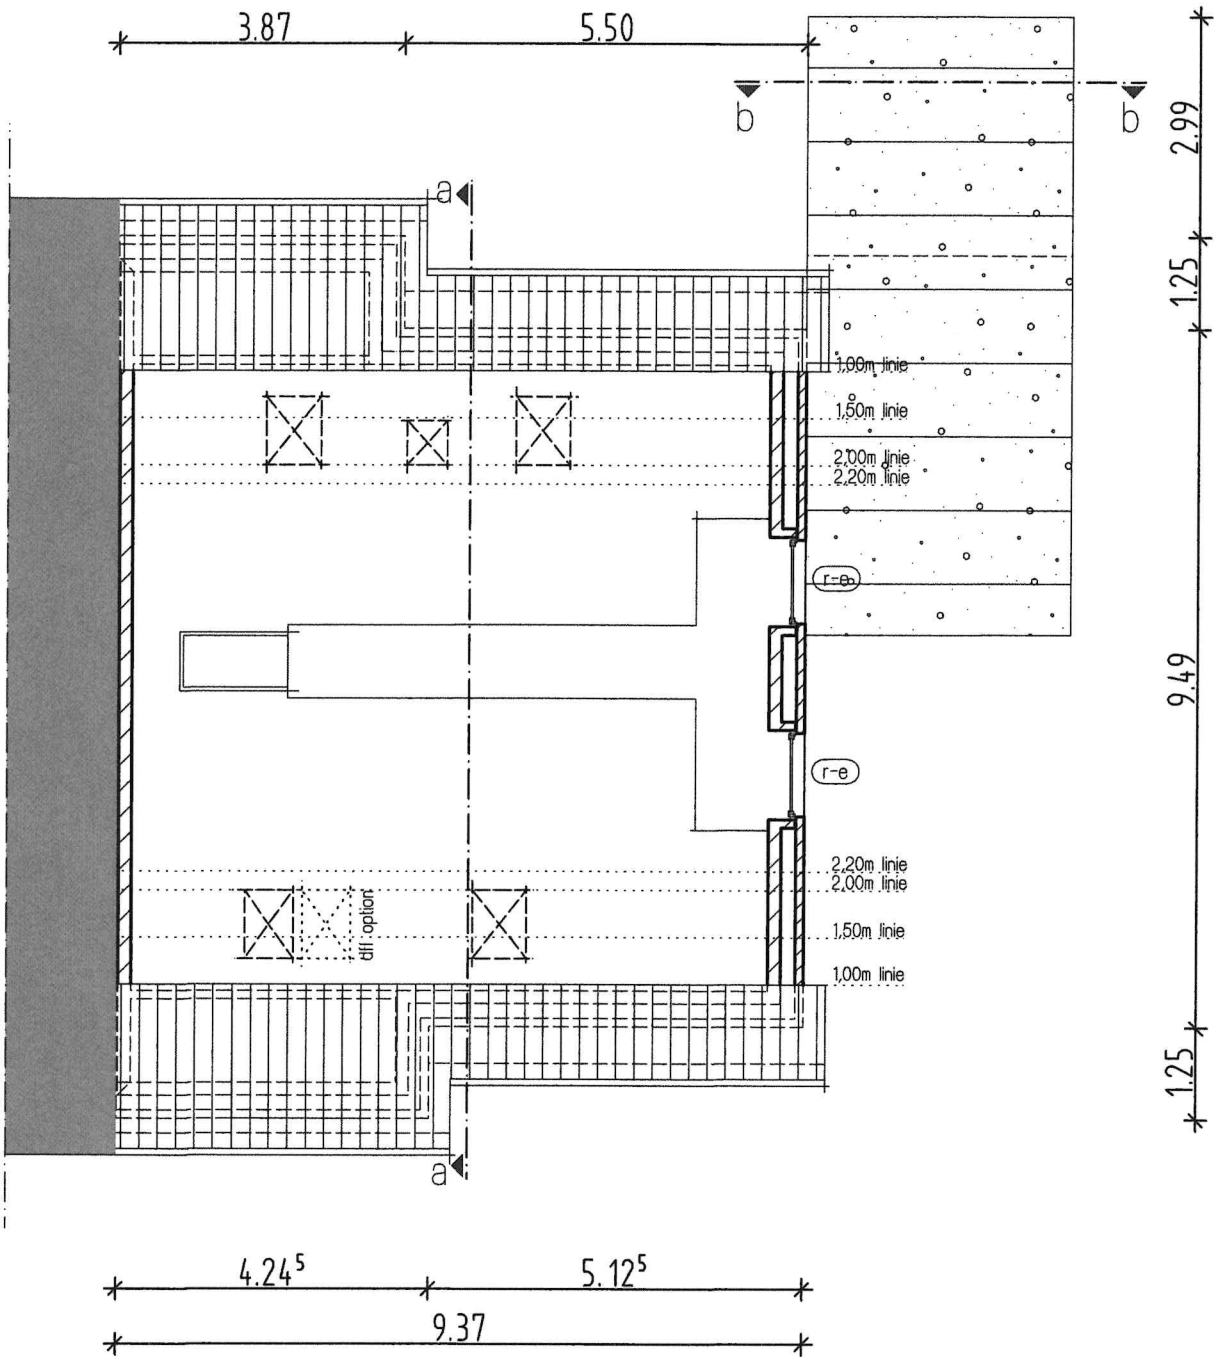 3.87
5.50
b
b
2.99
a
1.25
1,00m linie
1,50m linie
2,00m linie
2,20m linie
r-e
9.49
r-e
2,20m linie
2,00m linie
dfl option
1,50m linie
1,00m linie
1.25
a
4.24⁵
5.12⁵
9.37